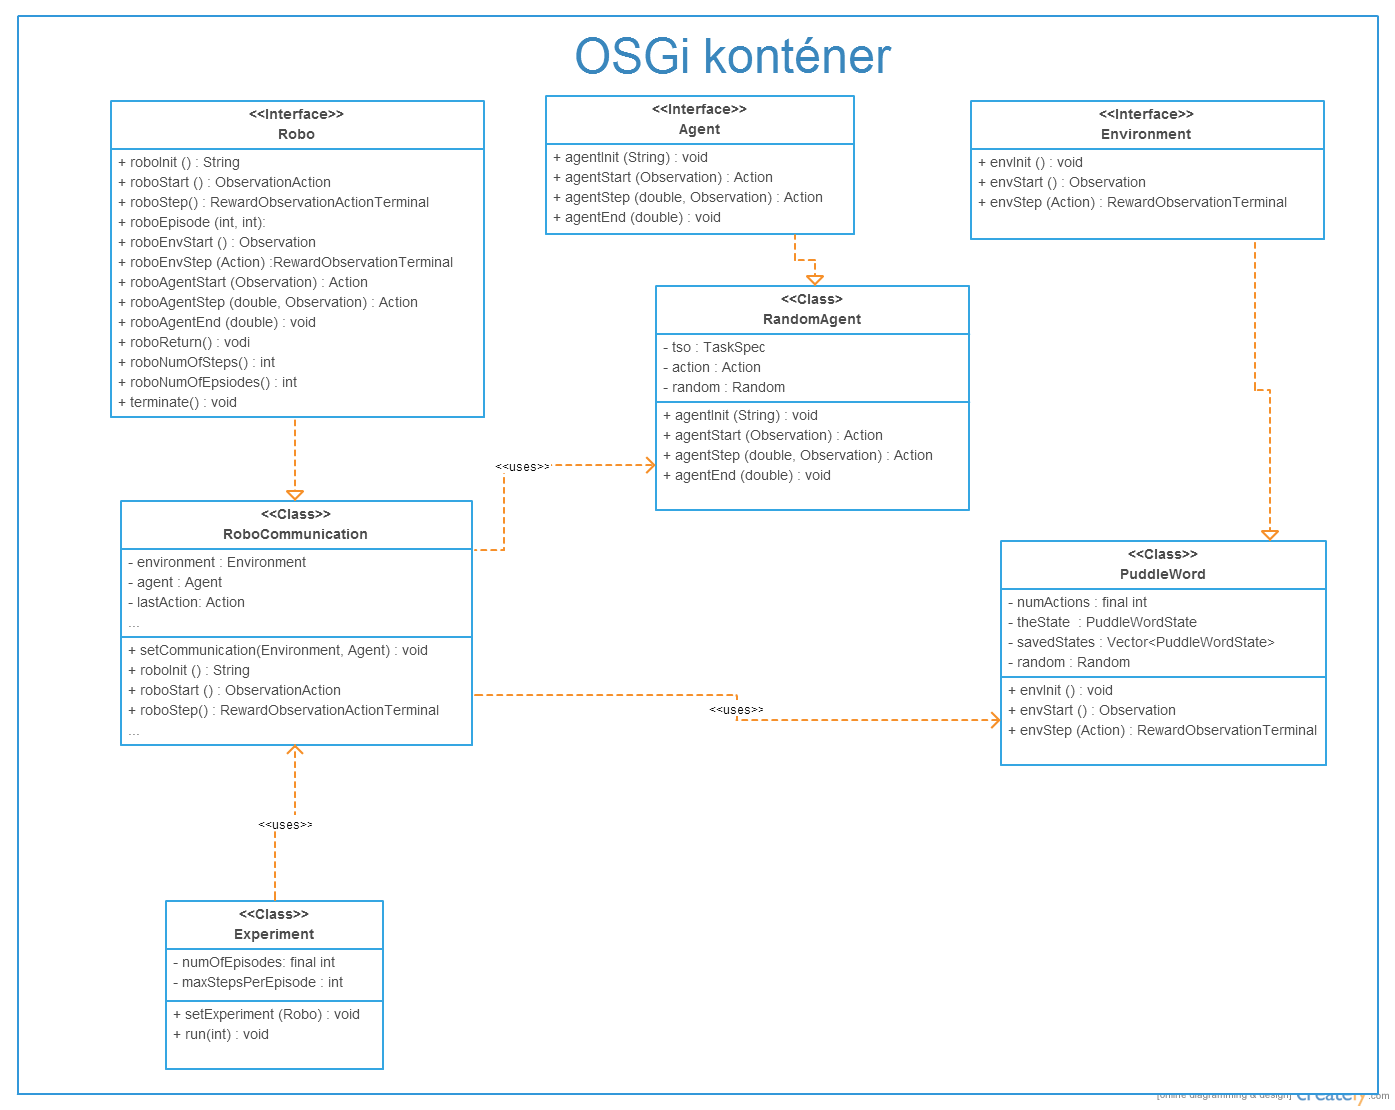 OSGi konténer
<<Interface>>
Robo
+ roboInit () : String
+ roboStart () : ObservationAction
+ roboStep() : RewardObservationActionTerminal
+ roboEpisode (int, int):
+ roboEnvStart () : Observation
+ roboEnvStep (Action) :RewardObservationTerminal
+ roboAgentStart (Observation) : Action
+ roboAgentStep (double, Observation) : Action
+ roboAgentEnd (double) : void
+ roboReturn() : vodi
+ roboNumOfSteps() : int
+ roboNumOfEpsiodes() : int
+ terminate() : void
<<Interface>>
Agent
+ agentInit (String) : void
+ agentStart (Observation) : Action
+ agentStep (double, Observation) : Action
+ agentEnd (double) : void
<<Interface>>
Environment
+ envInit () : void
+ envStart () : Observation
+ envStep (Action) : RewardObservationTerminal
<<Class>
RandomAgent
- tso : TaskSpec
- action : Action
- random : Random
+ agentInit (String) : void
+ agentStart (Observation) : Action
+ agentStep (double, Observation) : Action
+ agentEnd (double) : void
<<uses>>
<<Class>>
RoboCommunication
- environment : Environment
- agent : Agent
- lastAction: Action
...
+ setCommunication(Environment, Agent) : void
+ roboInit () : String
+ roboStart () : ObservationAction
+ roboStep() : RewardObservationActionTerminal
...
<<uses>>
<<Class>>
PuddleWord
- numActions : final int
- theState  : PuddleWordState
- savedStates : Vector<PuddleWordState>
- random : Random
+ envInit () : void
+ envStart () : Observation
+ envStep (Action) : RewardObservationTerminal
<<uses>>
<<Class>>
Experiment
- numOfEpisodes: final int
- maxStepsPerEpisode : int
+ setExperiment (Robo) : void
+ run(int) : void
[online diagramming & design] creately.com